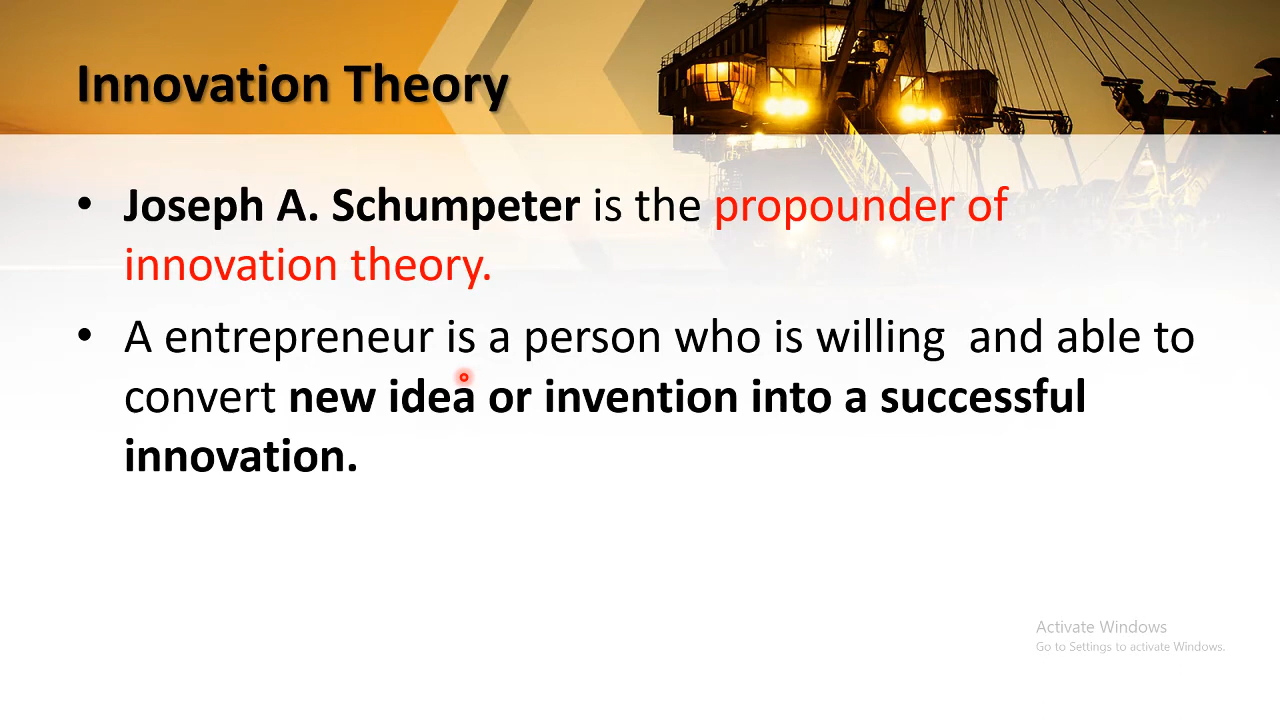 Innovation Theory
• Joseph A. Schumpeter is the propounder of
innovation theory.
• A entrepreneur is a person who is willing  and able to
convert new idea or invention into a successful
innovation.
Activate Windows
Go to Settings to activate Windows.